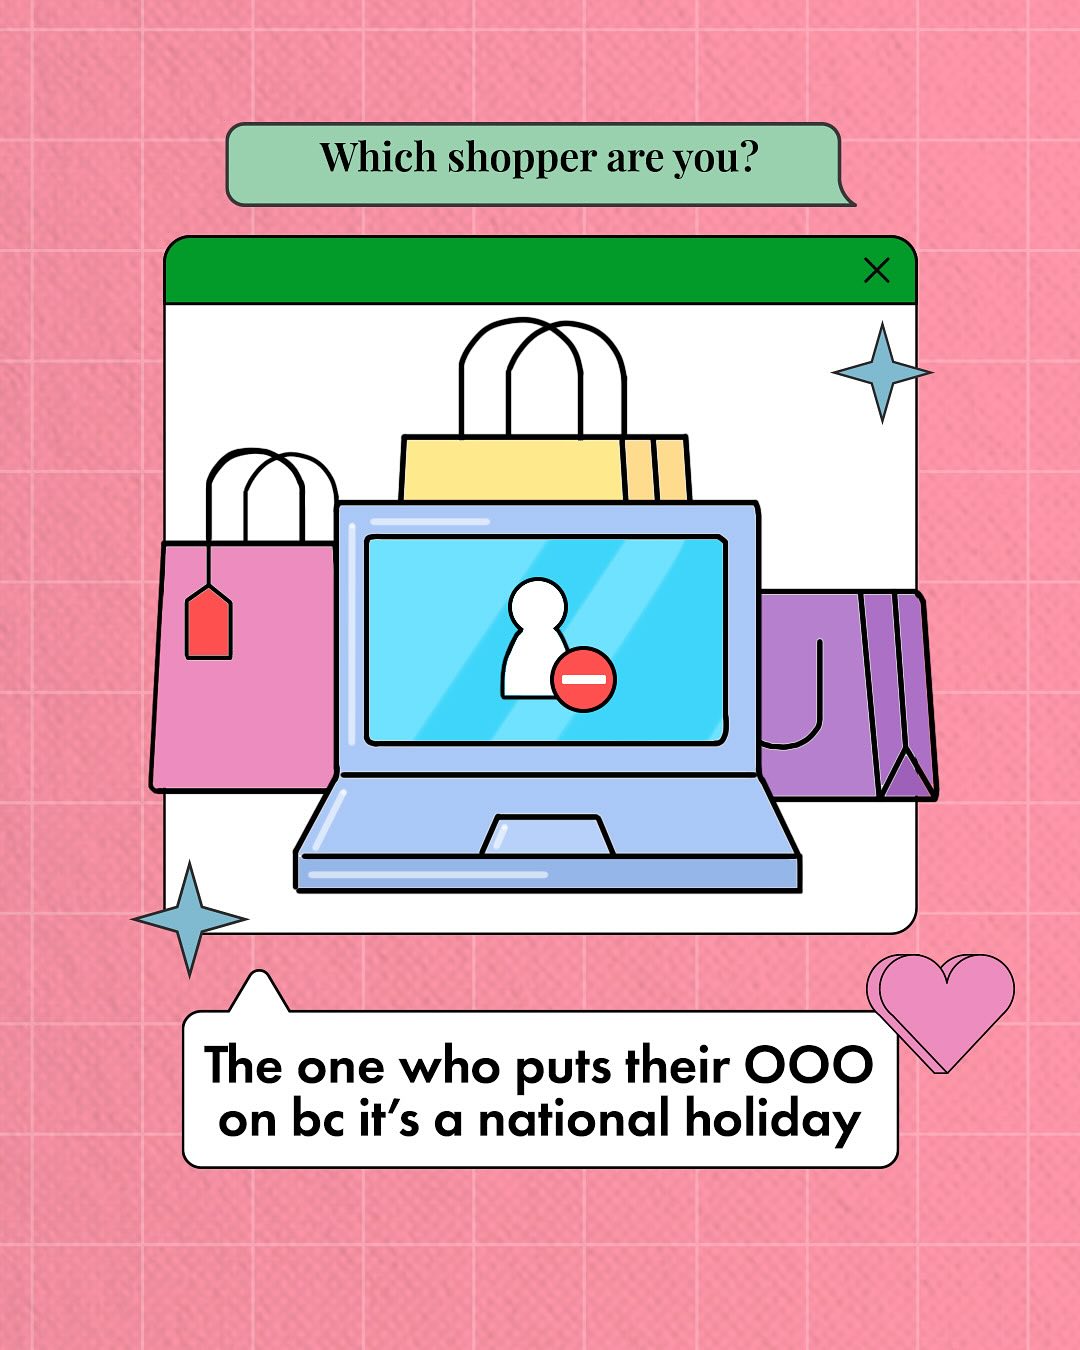 Which shopper are you?
The one who puts their OOO
on bc it’s a national holiday